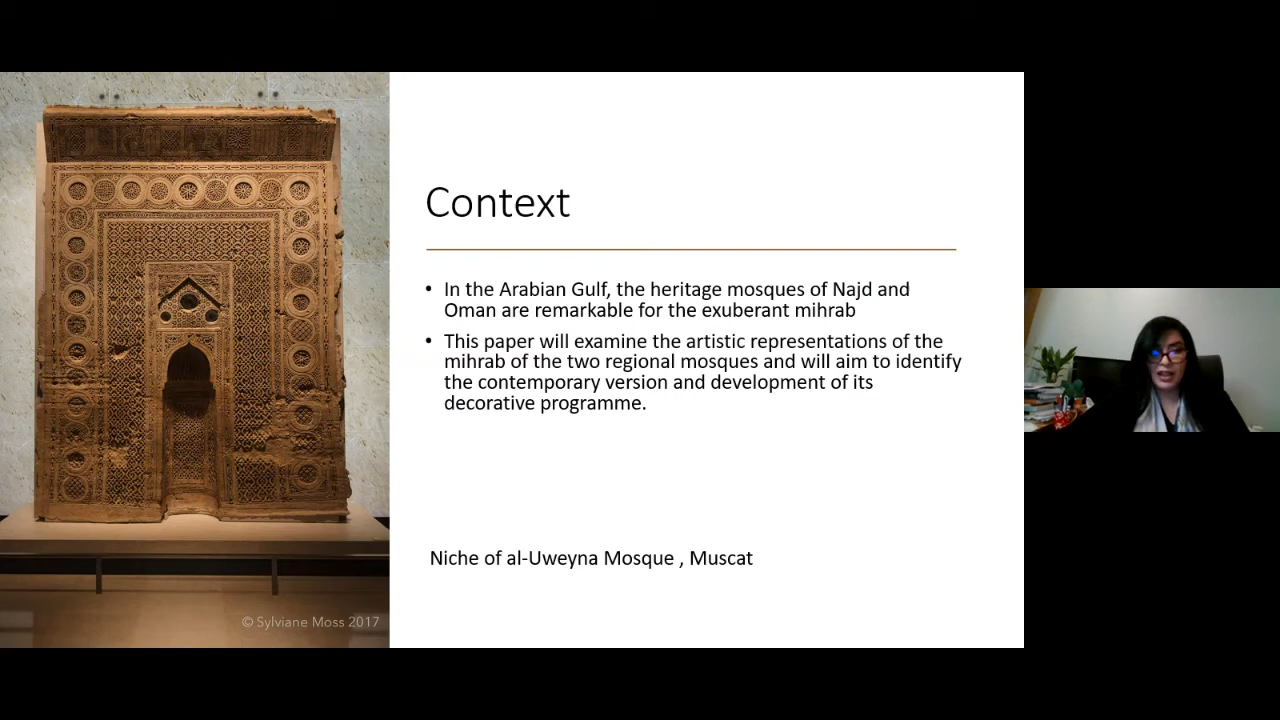 Context
• In the Arabian Gulf, the heritage mosques of Najd and
Oman are remarkable for the exuberant mihrab
• This paper will examine the artistic representations of the
mihrab of the two regional mosques and will aim to identify
the contemporary version and development of its
decorative programme.
Niche of al-Uweyna Mosque , Muscat
© Sylviane Moss 2017